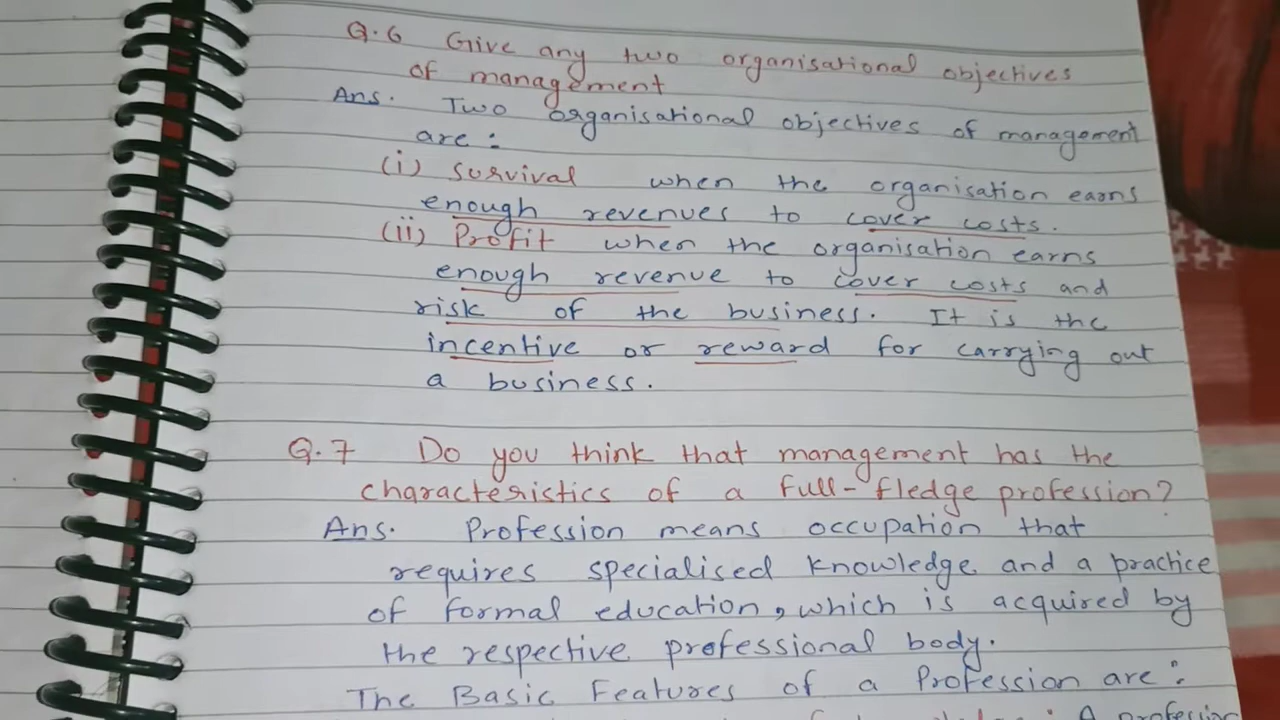 Q.6 Give any two organisational objectives
of management
Ans. Two organisational objectives of management
are :
(i) Survival when the organisation earns
enough revenues to cover costs.
(ii) Profit when the organisation earns
enough revenue to cover costs and
risk of the business. It is the
incentive or reward for carrying out
a business.
Q.7 Do you think that management has the
characteristics of a full-fledge profession?
Ans. Profession means occupation that
requires specialised knowledge and a practice
of formal education, which is acquired by
the respective professional body.
The Basic Features of a Profession are :